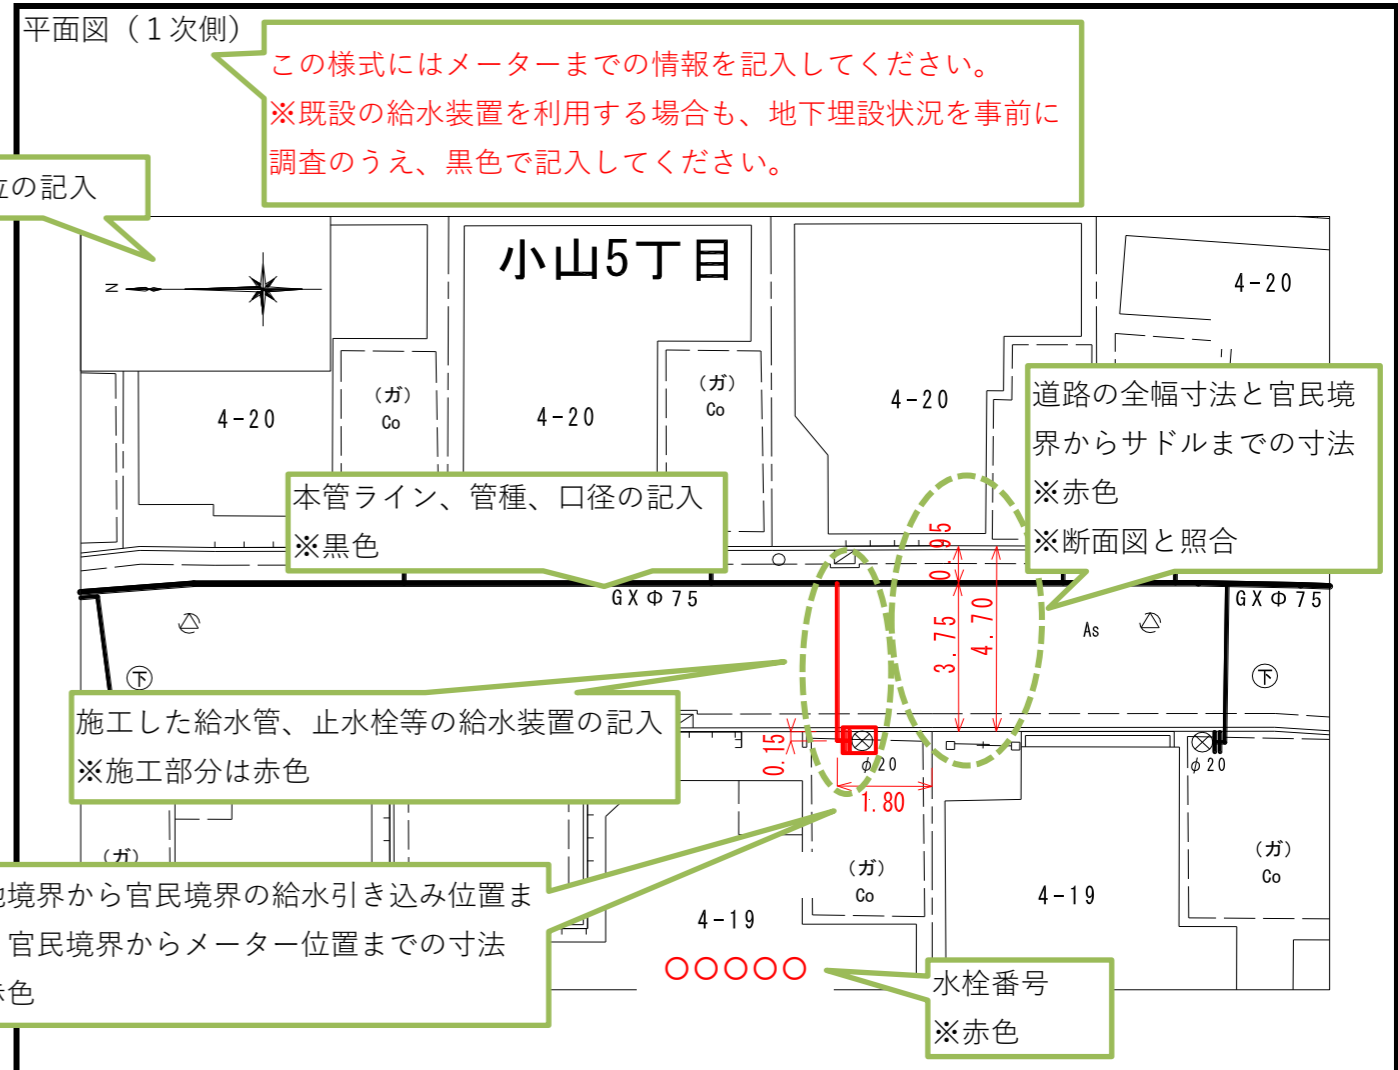 平面図（１次側）
この様式にはメーターまでの情報を記入してください。
※既設の給水装置を利用する場合も、地下埋設状況を事前に
調査のうえ、黒色で記入してください。
の記入
N
小山5丁目
4-20
4-20
(ガ)
Co
4-20
(ガ)
Co
4-20
道路の全幅寸法と官民境
界からサドルまでの寸法
※赤色
※断面図と照合
本管ライン、管種、口径の記入
※黒色
0.95
3.75
4.70
GXΦ75
GXΦ75
As
下
下
施工した給水管、止水栓等の給水装置の記入
※施工部分は赤色
0.15
φ20
1.80
φ20
(ガ)
境界から官民境界の給水引き込み位置ま
官民境界からメーター位置までの寸法
色
(ガ)
Co
4-19
4-19
(ガ)
Co
○○○○○
水栓番号
※赤色